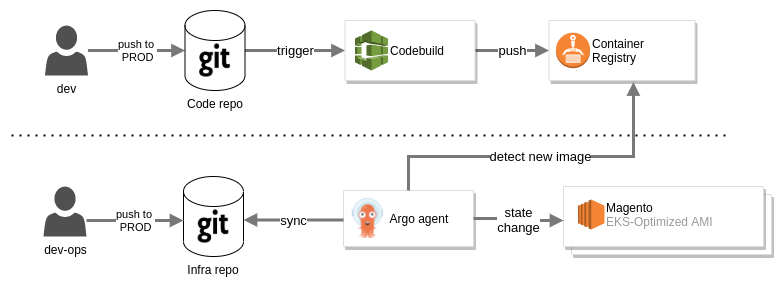 push to
PROD
git
trigger
Codebuild
push
Container
Registry
dev
Code repo
detect new image
push to
PROD
git
sync
Argo agent
state
change
Magento
EKS-Optimized AMI
dev-ops
Infra repo